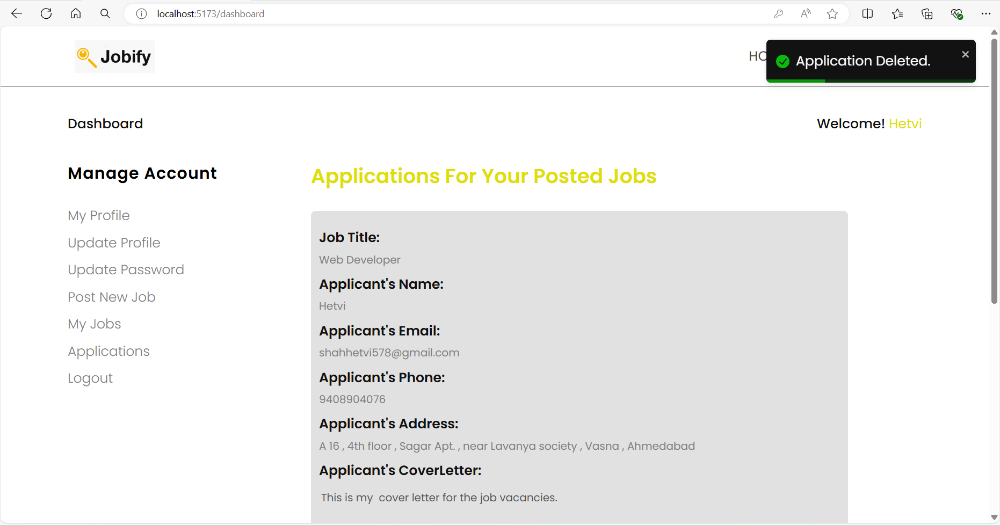 localhost:5173/dashboard
Jobify
HO
Application Deleted.
Dashboard
Welcome! Hetvi
Manage Account
My Profile
Update Profile
Update Password
Post New Job
My Jobs
Applications
Logout
Applications For Your Posted Jobs
Job Title:
Web Developer
Applicant's Name:
Hetvi
Applicant's Email:
shahhetvi578@gmail.com
Applicant's Phone:
9408904076
Applicant's Address:
A 16 , 4th floor , Sagar Apt. , near Lavanya society , Vasna , Ahmedabad
Applicant's CoverLetter:
This is my  cover letter for the job vacancies.